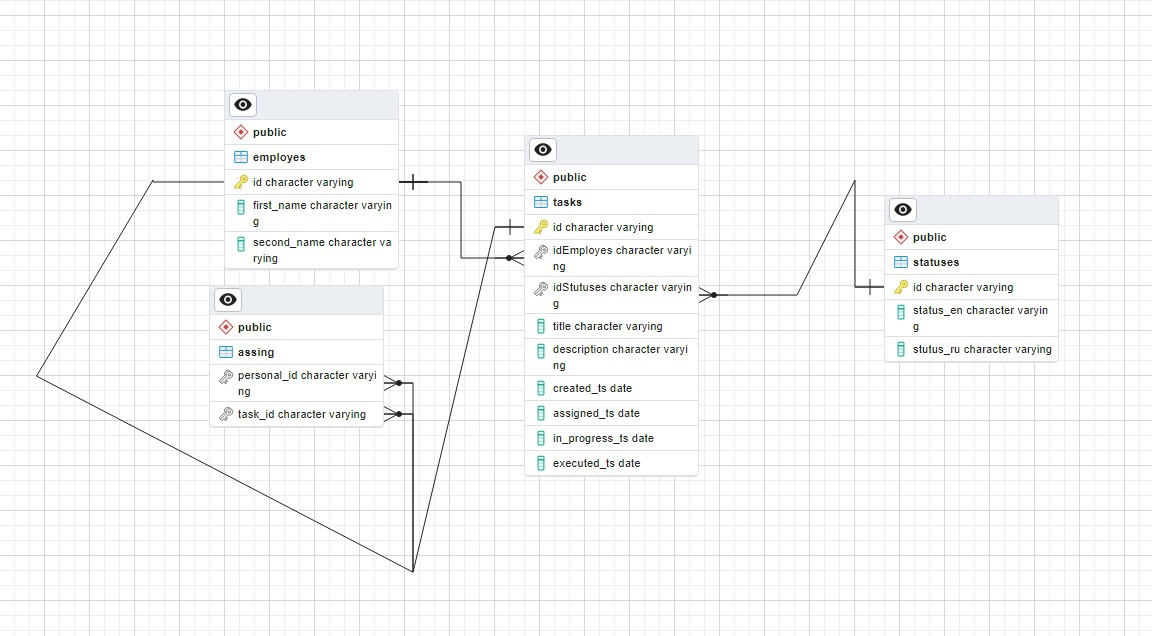 public
employes
id character varying
first_name character varyin
g
second_name character va
rying
public
assing
personal_id character varyi
ng
task_id character varying
public
tasks
id character varying
idEmployes character varyi
ng
idStutuses character varyin
g
title character varying
description character varyi
ng
created_ts date
assigned_ts date
in_progress_ts date
executed_ts date
public
statuses
id character varying
status_en character varyin
g
stutus_ru character varying